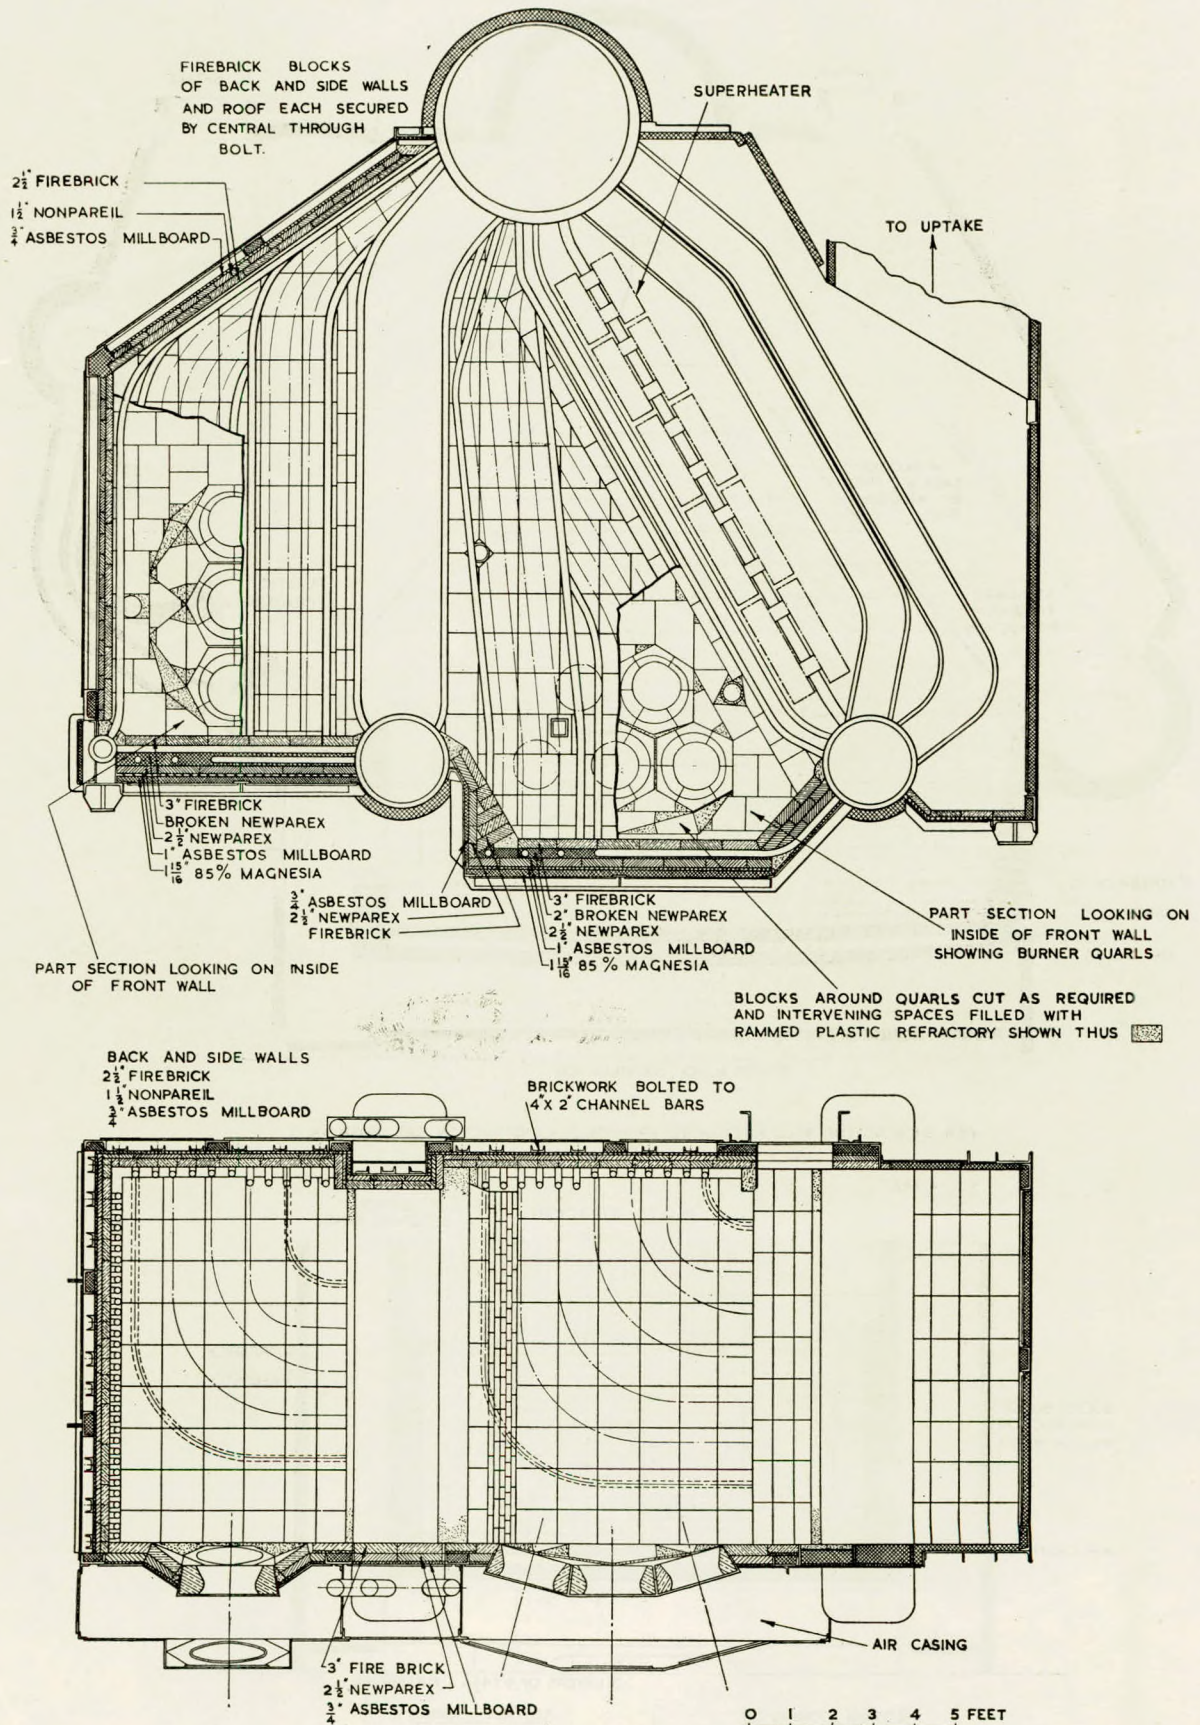 FIREBRICK BLOCKS
OF BACK AND SIDE WALLS
AND ROOF EACH SECURED
BY CENTRAL THROUGH
BOLT.
SUPERHEATER
2½" FIREBRICK
1½" NONPAREIL
¾" ASBESTOS MILLBOARD
TO UPTAKE
3" FIREBRICK
BROKEN NEWPAREX
2½" NEWPAREX
1" ASBESTOS MILLBOARD
1 15/16" 85% MAGNESIA
¾" ASBESTOS MILLBOARD
2½" NEWPAREX
FIREBRICK
3" FIREBRICK
2" BROKEN NEWPAREX
2½" NEWPAREX
1" ASBESTOS MILLBOARD
1 15/16" 85 % MAGNESIA
PART SECTION LOOKING ON INSIDE
OF FRONT WALL
PART SECTION LOOKING ON
INSIDE OF FRONT WALL
SHOWING BURNER QUARLS
BLOCKS AROUND QUARLS CUT AS REQUIRED
AND INTERVENING SPACES FILLED WITH
RAMMED PLASTIC REFRACTORY SHOWN THUS
BACK AND SIDE WALLS
2½" FIREBRICK
1½" NONPAREIL
¾" ASBESTOS MILLBOARD
BRICKWORK BOLTED TO
4" X 2" CHANNEL BARS
AIR CASING
3" FIRE BRICK
2½" NEWPAREX
¾" ASBESTOS MILLBOARD
0 1 2 3 4 5 FEET